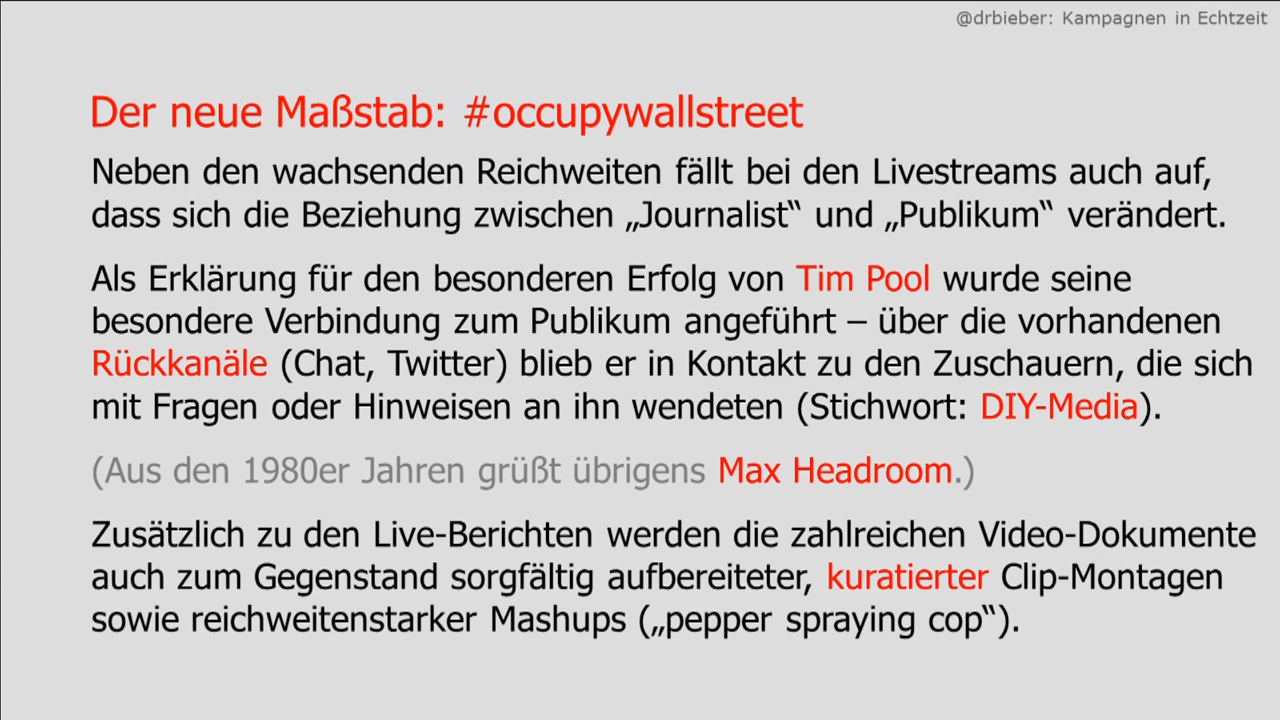 @drbieber: Kampagnen in Echtzeit
Der neue Maßstab: #occupywallstreet
Neben den wachsenden Reichweiten fällt bei den Livestreams auch auf,
dass sich die Beziehung zwischen „Journalist“ und „Publikum“ verändert.
Als Erklärung für den besonderen Erfolg von Tim Pool wurde seine
besondere Verbindung zum Publikum angeführt – über die vorhandenen
Rückkanäle (Chat, Twitter) blieb er in Kontakt zu den Zuschauern, die sich
mit Fragen oder Hinweisen an ihn wendeten (Stichwort: DIY-Media).
(Aus den 1980er Jahren grüßt übrigens Max Headroom.)
Zusätzlich zu den Live-Berichten werden die zahlreichen Video-Dokumente
auch zum Gegenstand sorgfältig aufbereiteter, kuratierter Clip-Montagen
sowie reichweitenstarker Mashups („pepper spraying cop“).